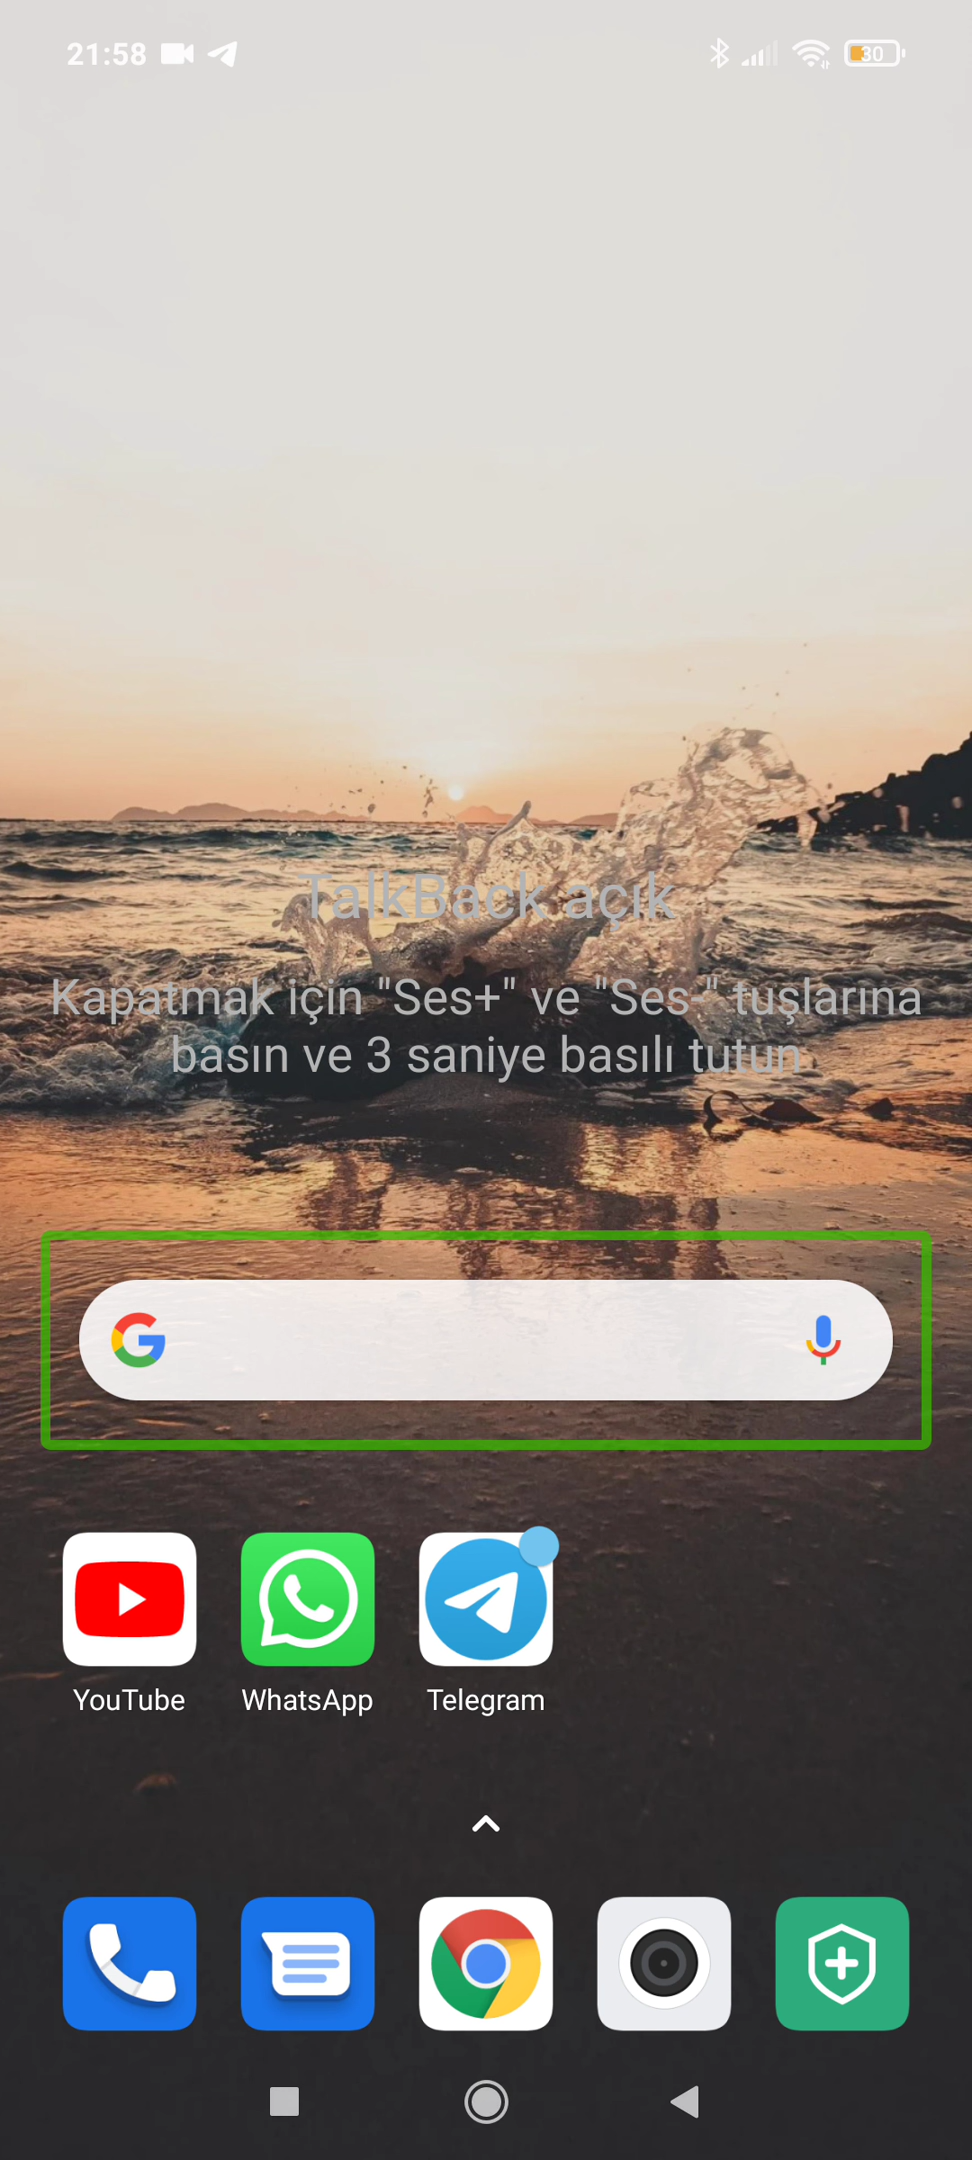 21:58
30
TalkBack açık
Kapatmak için "Ses+" ve "Ses-" tuşlarına
basın ve 3 saniye basılı tutun
YouTube
WhatsApp
Telegram